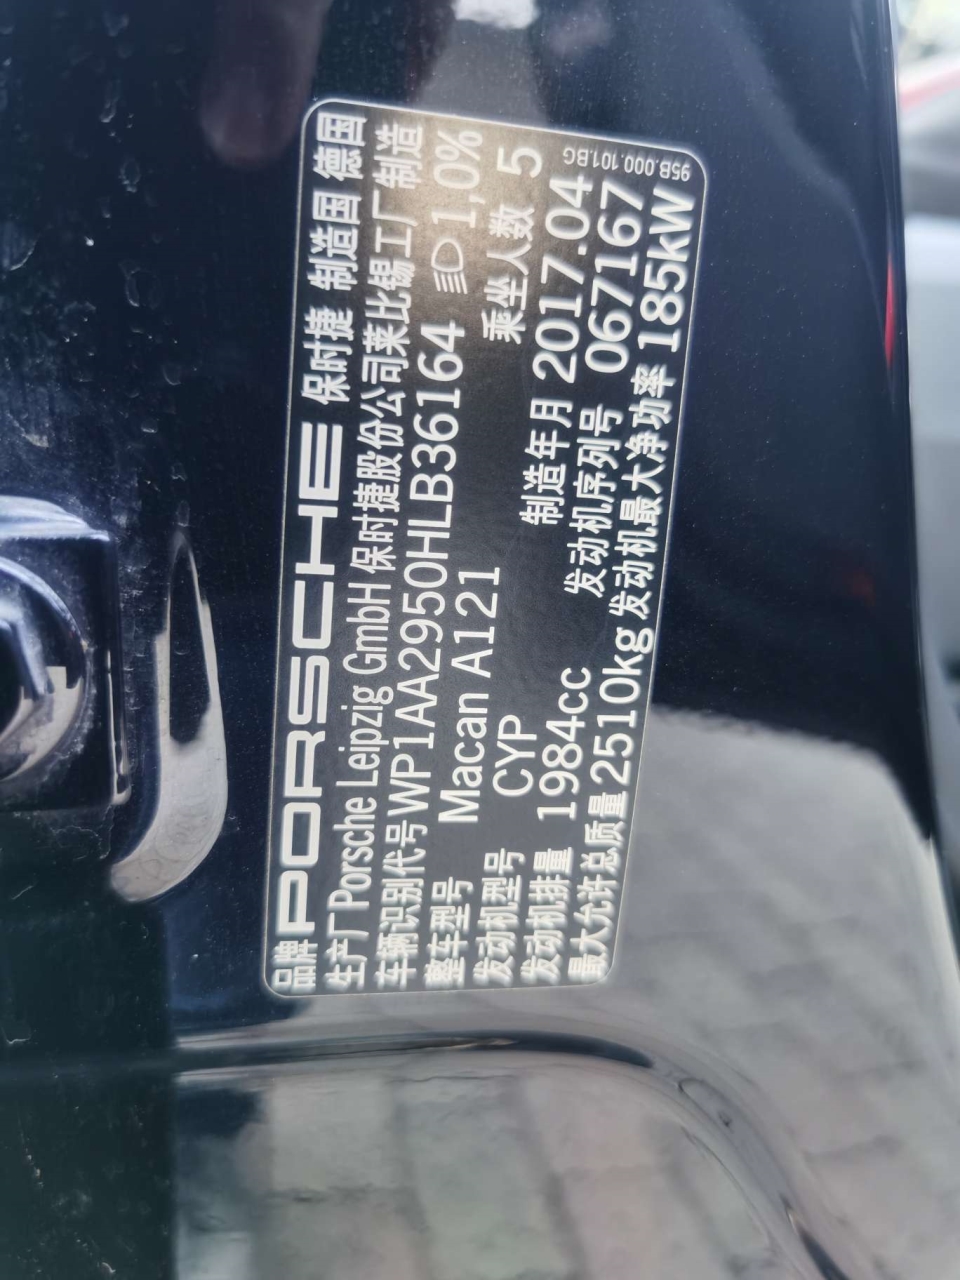 品牌 PORSCHE 保时捷 制造国 德国
生产厂 Porsche Leipzig GmbH 保时捷股份公司莱比锡工厂 制造
车辆识别代号 WP1AA2950HLB36164 1,0%
整车型号 Macan A121 乘坐人数 5
发动机型号 CYP 制造年月 2017.04
发动机排量 1984cc 发动机序列号 067167
最大允许总质量 2510kg 发动机最大净功率 185kW
95B.000.101.BG